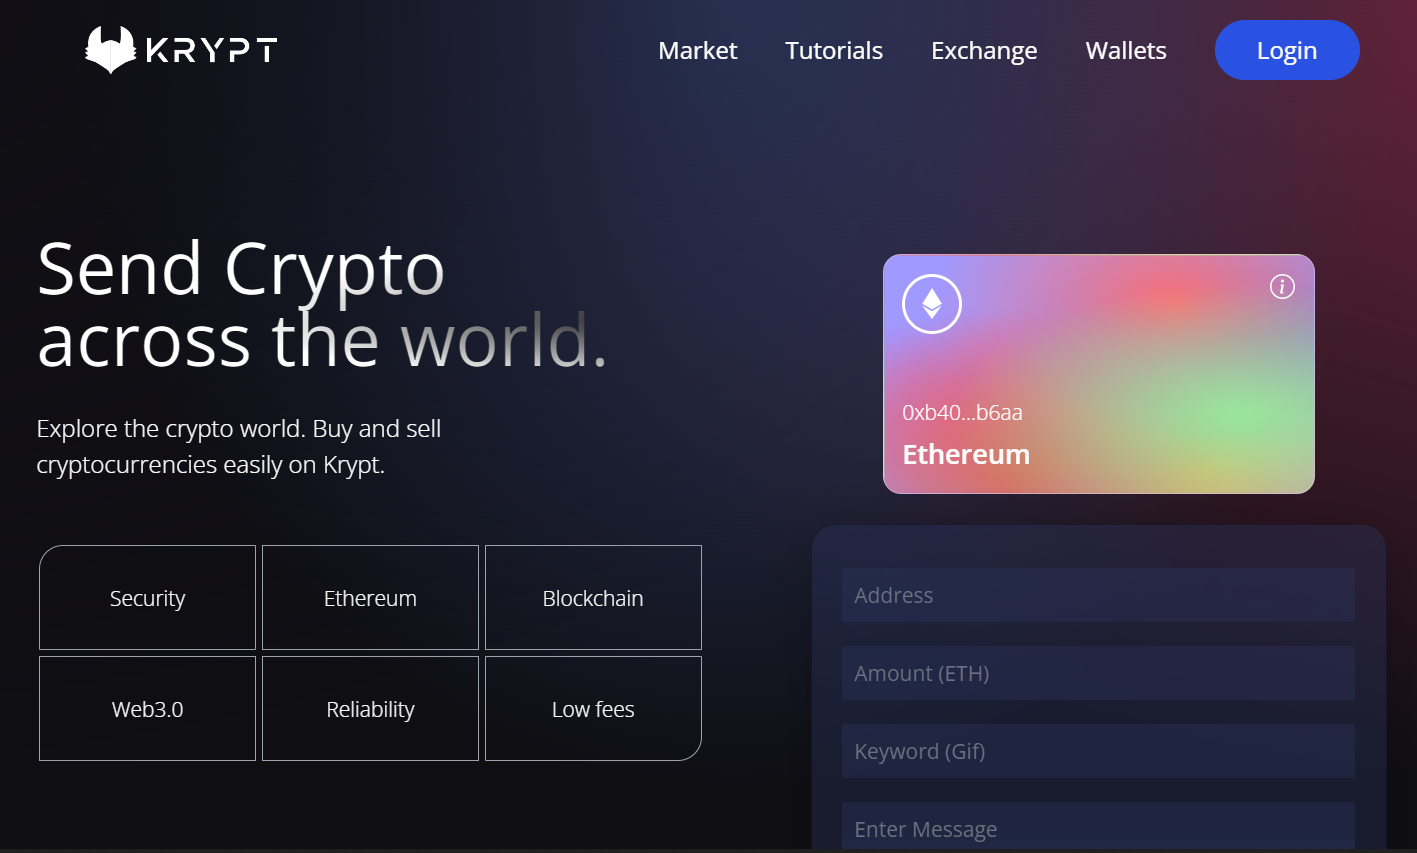 KRYPT
Market Tutorials Exchange Wallets Login
Send Crypto
across the world.
Explore the crypto world. Buy and sell
cryptocurrencies easily on Krypt.
Security Ethereum Blockchain
Web3.0 Reliability Low fees
i
0xb40...b6aa
Ethereum
Address
Amount (ETH)
Keyword (Gif)
Enter Message